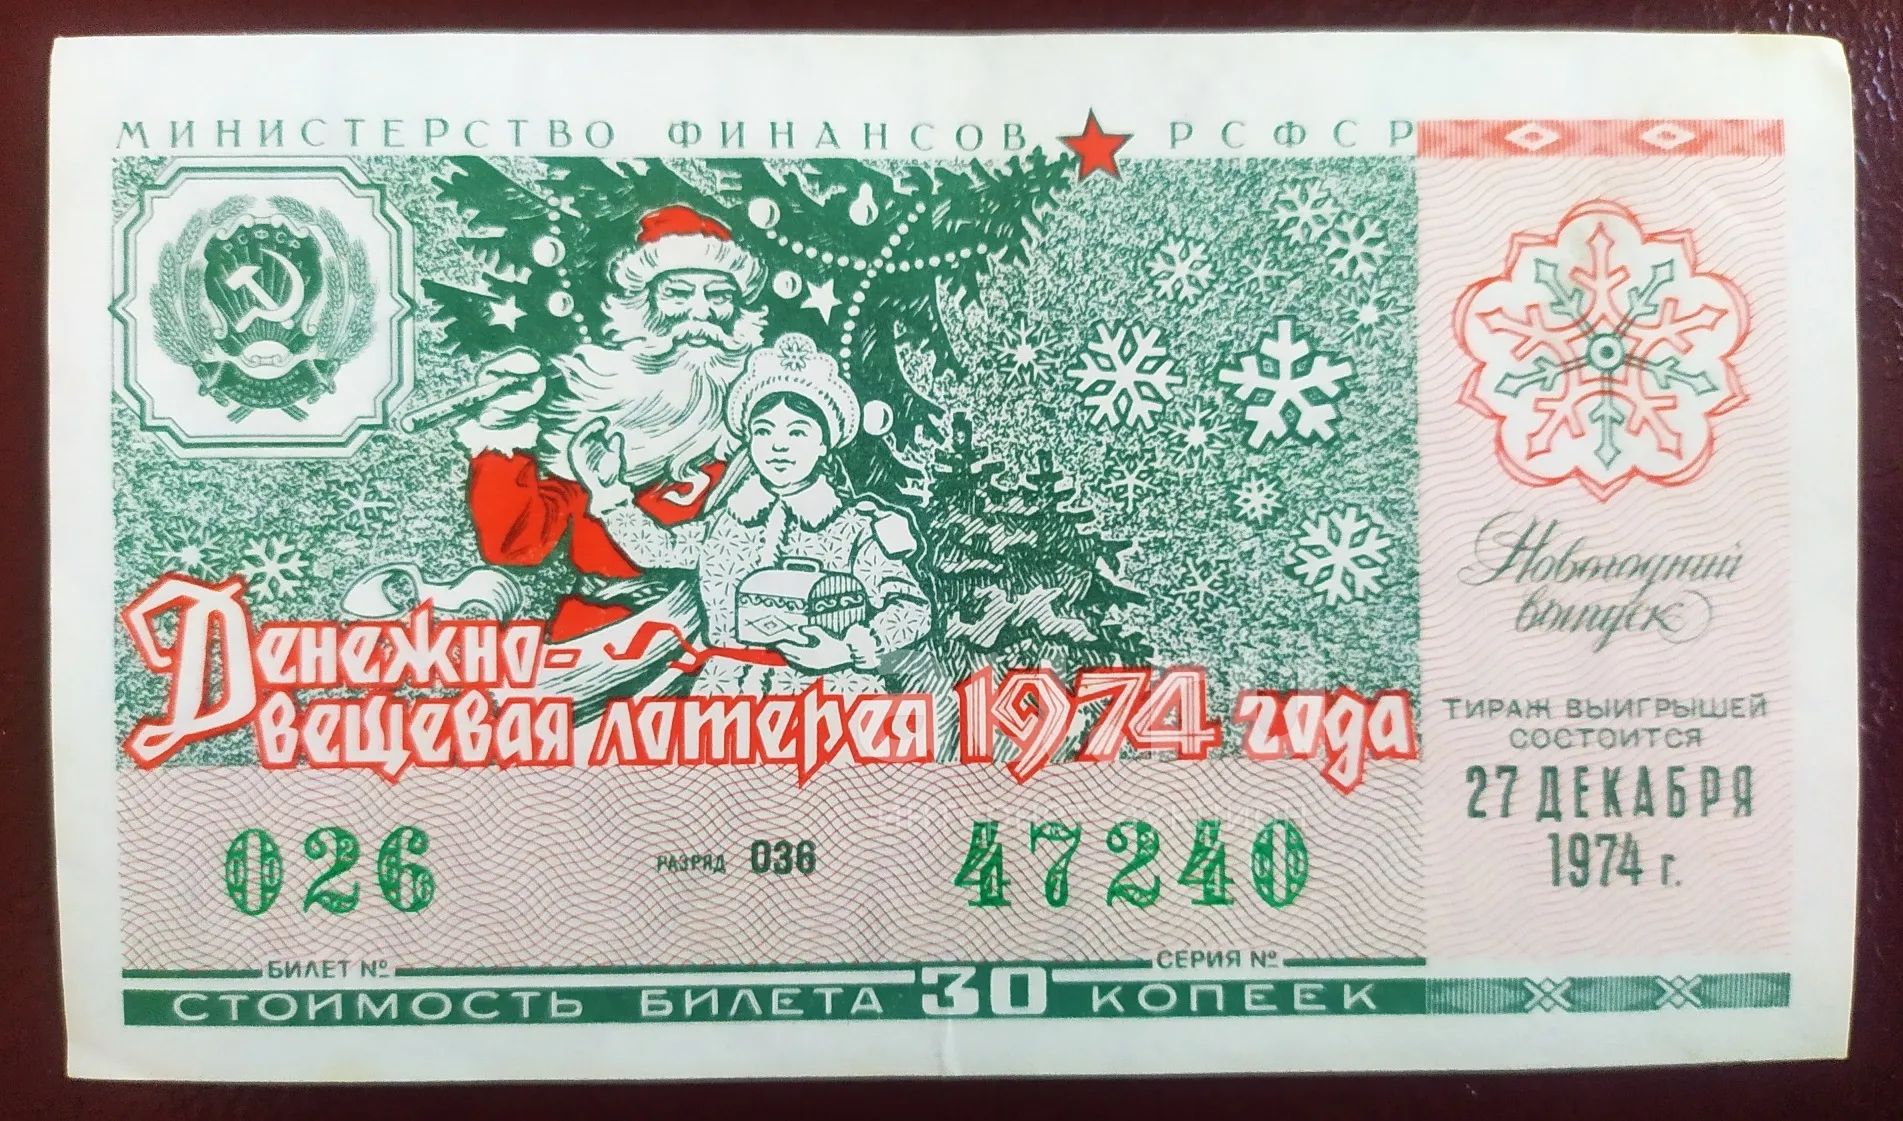 МИНИСТЕРСТВО ФИНАНСОВ РСФСР
РСФСР
Денежно-
вещевая лотерея 1974 года
Новогодний
выпуск
ТИРАЖ ВЫИГРЫШЕЙ
СОСТОИТСЯ
27 ДЕКАБРЯ
1974 г.
026 РАЗРЯД 036 47240
БИЛЕТ № СЕРИЯ №
СТОИМОСТЬ БИЛЕТА 30 КОПЕЕК